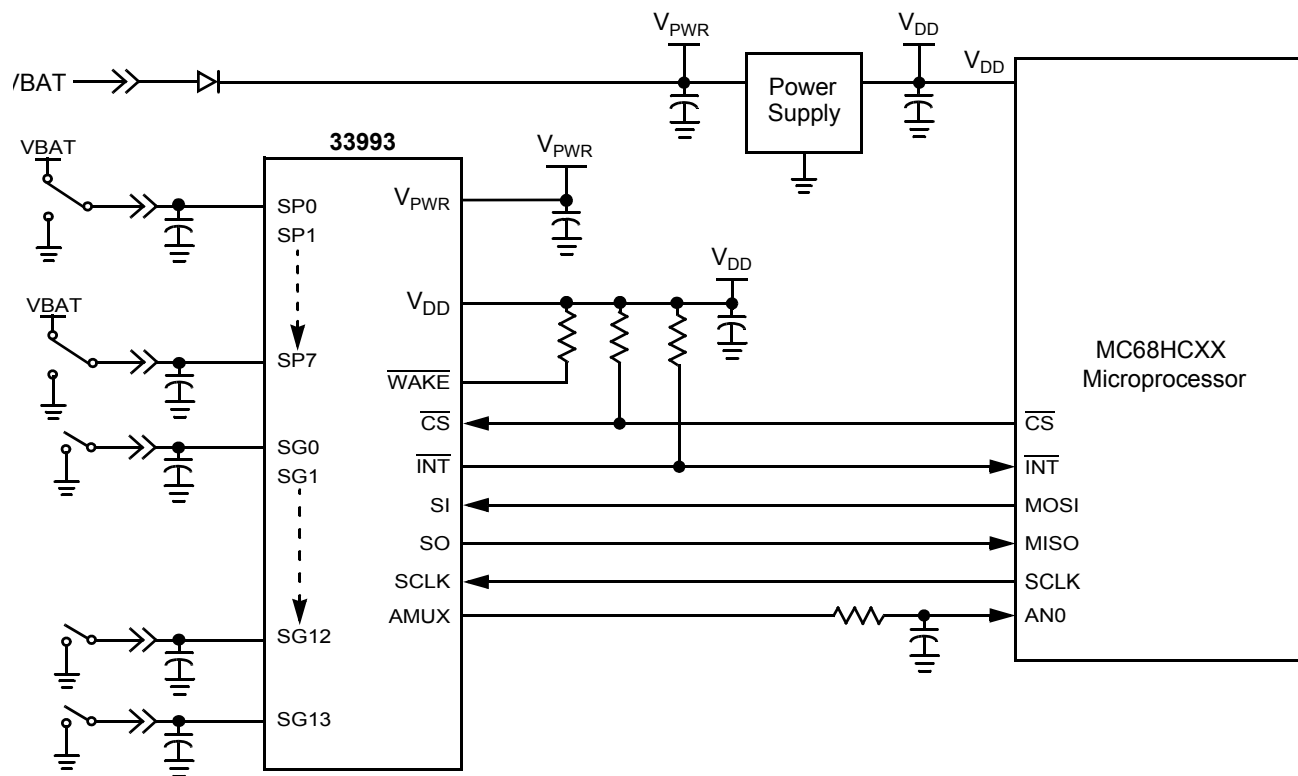 VPWR
VDD
VBAT
Power
Supply
VDD
33993
VBAT
VPWR
SP0
VPWR
SP1
VDD
VBAT
VDD
SP7
WAKE
MC68HCXX
Microprocessor
CS
CS
SG0
INT
INT
SG1
SI
MOSI
SO
MISO
SCLK
SCLK
AMUX
AN0
SG12
SG13